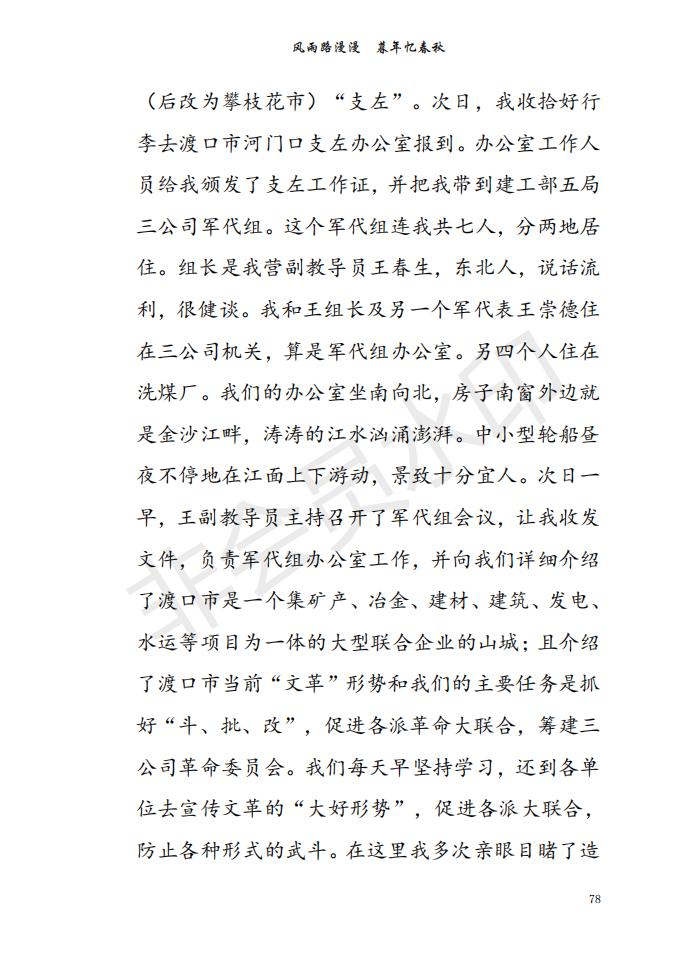 风雨路漫漫　暮年忆春秋
（后改为攀枝花市）“支左”。次日，我收拾好行
李去渡口市河门口支左办公室报到。办公室工作人
员给我颁发了支左工作证，并把我带到建工部五局
三公司军代组。这个军代组连我共七人，分两地居
住。组长是我营副教导员王春生，东北人，说话流
利，很健谈。我和王组长及另一个军代表王崇德住
在三公司机关，算是军代组办公室。另四个人住在
洗煤厂。我们的办公室坐南向北，房子南窗外边就
是金沙江畔，涛涛的江水汹涌澎湃。中小型轮船昼
夜不停地在江面上下游动，景致十分宜人。次日一
早，王副教导员主持召开了军代组会议，让我收发
文件，负责军代组办公室工作，并向我们详细介绍
了渡口市是一个集矿产、冶金、建材、建筑、发电、
水运等项目为一体的大型联合企业的山城；且介绍
了渡口市当前“文革”形势和我们的主要任务是抓
好“斗、批、改”，促进各派革命大联合，筹建三
公司革命委员会。我们每天早坚持学习，还到各单
位去宣传文革的“大好形势”，促进各派大联合，
防止各种形式的武斗。在这里我多次亲眼目睹了造
78
非会员水印